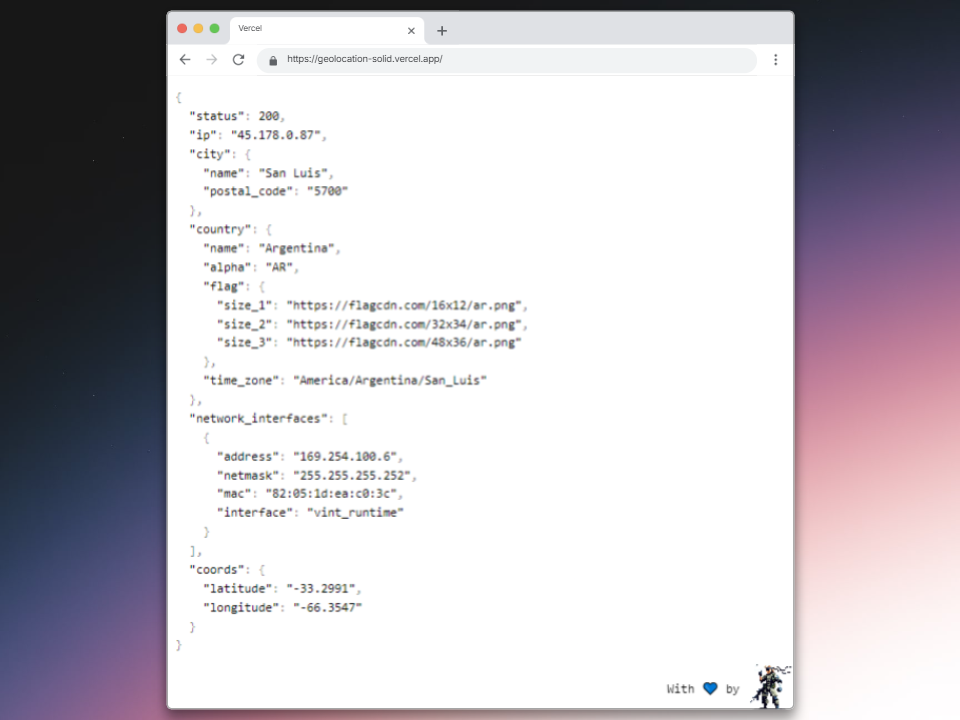 Vercel
https://geolocation-solid.vercel.app/
{
"status": 200,
"ip": "45.178.0.87",
"city": {
"name": "San Luis",
"postal_code": "5700"
},
"country": {
"name": "Argentina",
"alpha": "AR",
"flag": {
"size_1": "https://flagcdn.com/16x12/ar.png",
"size_2": "https://flagcdn.com/32x34/ar.png",
"size_3": "https://flagcdn.com/48x36/ar.png"
},
"time_zone": "America/Argentina/San_Luis"
},
"network_interfaces": [
{
"address": "169.254.100.6",
"netmask": "255.255.255.252",
"mac": "82:05:1d:ea:c0:3c",
"interface": "vint_runtime"
}
],
"coords": {
"latitude": "-33.2991",
"longitude": "-66.3547"
}
}
With 💙 by